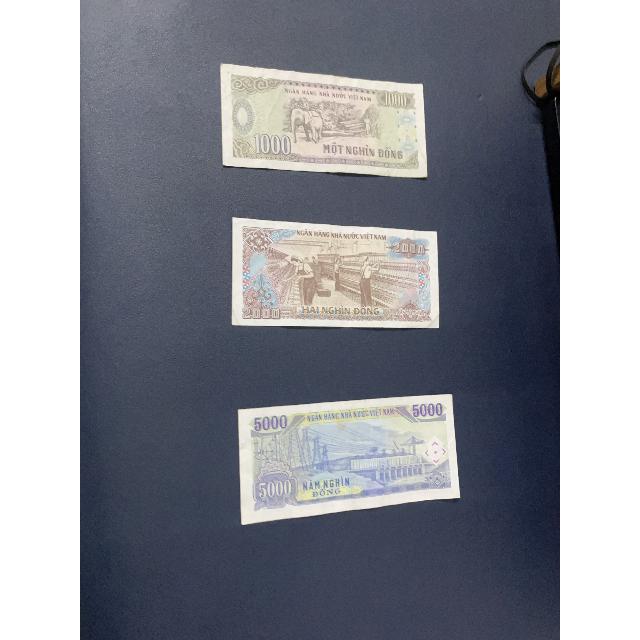 NGÂN HÀNG NHÀ NƯỚC VIỆT NAM
1000
1000
MỘT NGHÌN ĐỒNG
NGÂN HÀNG NHÀ NƯỚC VIỆT NAM
2000
2000
HAI NGHÌN ĐỒNG
5000
NGÂN HÀNG NHÀ NƯỚC VIỆT NAM
5000
5000
NĂM NGHÌN
ĐỒNG